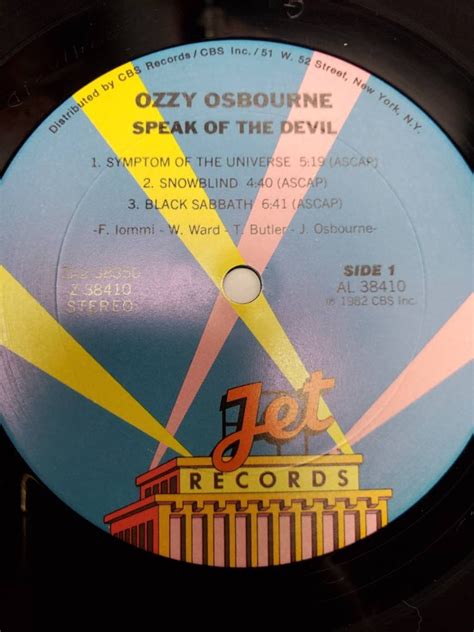 Distributed by CBS Records/CBS Inc./51 W. 52 Street, New York, N.Y.
OZZY OSBOURNE
SPEAK OF THE DEVIL
1. SYMPTOM OF THE UNIVERSE 5:19 (ASCAP)
2. SNOWBLIND 4:40 (ASCAP)
3. BLACK SABBATH 6:41 (ASCAP)
-F. Iommi - W. Ward - T. Butler - J. Osbourne-
38350
Z 38410
STEREO
SIDE 1
AL 38410
℗ 1982 CBS Inc.
Jet
RECORDS